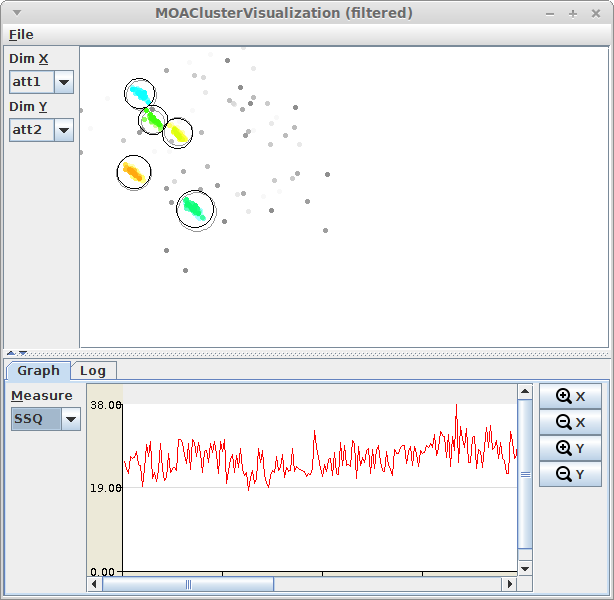 MOAClusterVisualization (filtered)
File
Dim X
att1
Dim Y
att2
Graph
Log
Measure
SSQ
38.00
19.00
0.00
X
X
Y
Y